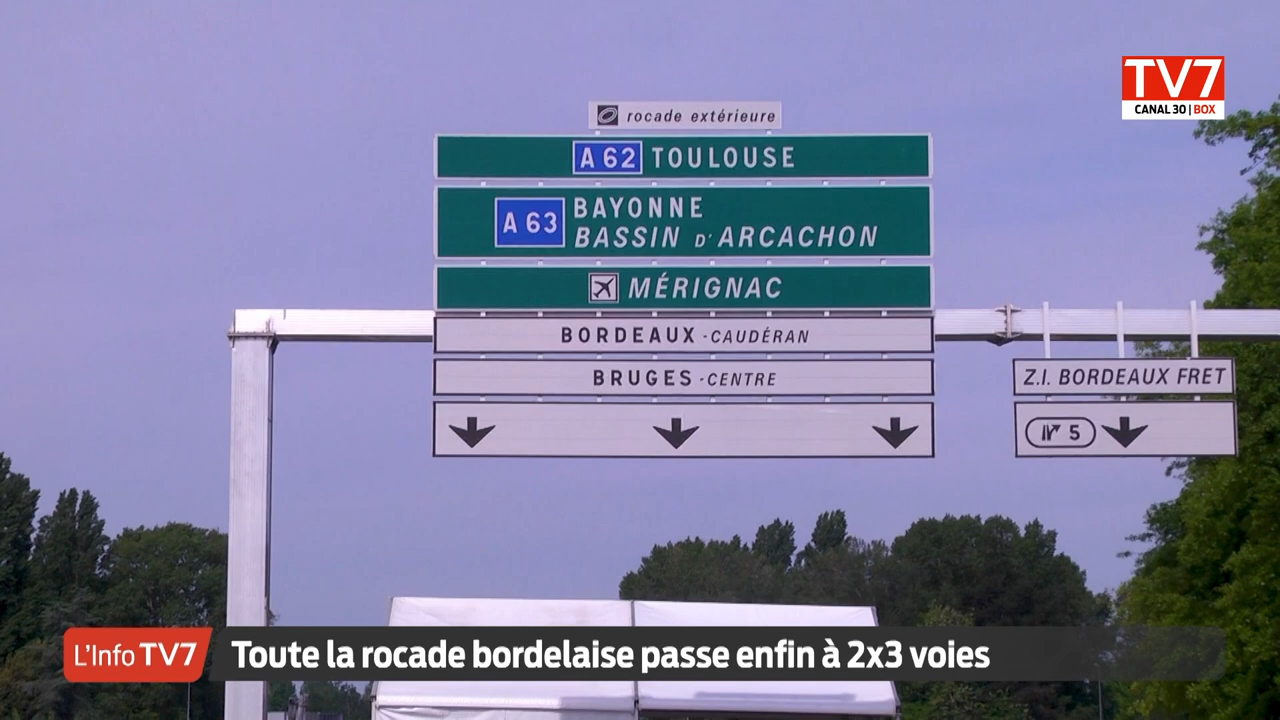 TV7
CANAL 30 | BOX
rocade extérieure
A 62 TOULOUSE
A 63 BAYONNE
BASSIN D'ARCACHON
MÉRIGNAC
BORDEAUX - CAUDÉRAN
BRUGES - CENTRE
Z.I. BORDEAUX FRET
5
L'Info TV7 Toute la rocade bordelaise passe enfin à 2x3 voies